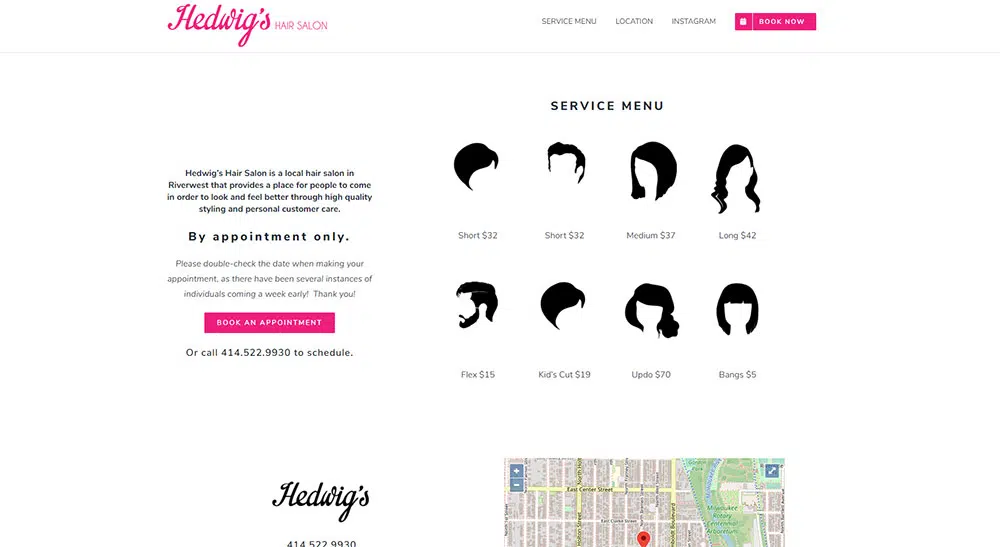 Hedwig's HAIR SALON
SERVICE MENU
LOCATION
INSTAGRAM
BOOK NOW
Hedwig's Hair Salon is a local hair salon in
Riverwest that provides a place for people to come
in order to look and feel better through high quality
styling and personal customer care.
By appointment only.
Please double-check the date when making your
appointment, as there have been several instances of
individuals coming a week early! Thank you!
BOOK AN APPOINTMENT
Or call 414.522.9930 to schedule.
SERVICE MENU
Short $32
Short $32
Medium $37
Long $42
Flex $15
Kid's Cut $19
Updo $70
Bangs $5
Hedwig's
414.522.9930
+
−
East Center Street
East Clarke Street
Milwaukee
Rotary
Centennial
Arboretum